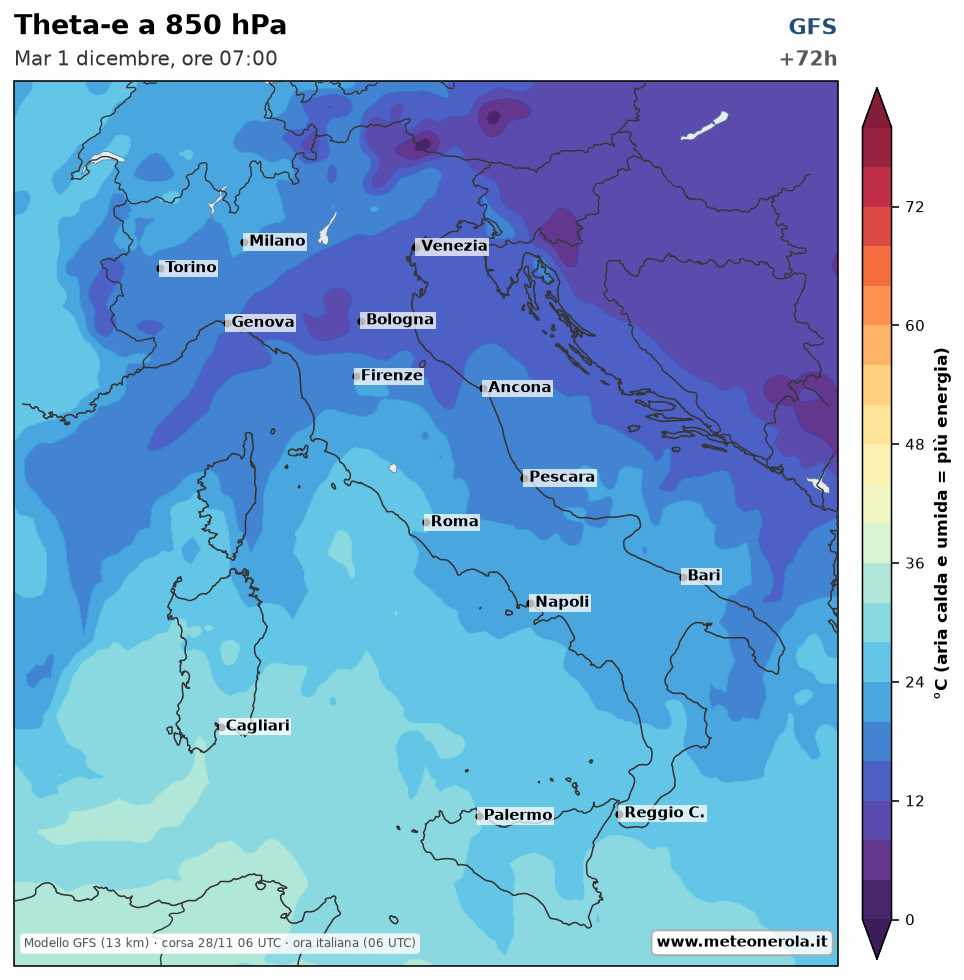 Theta-e a 850 hPa
GFS
Mar 1 dicembre, ore 07:00
+72h
Milano
Venezia
Torino
Genova
Bologna
Firenze
Ancona
Pescara
Roma
Bari
Napoli
Cagliari
Palermo
Reggio C.
72
60
48
36
24
12
0
°C (aria calda e umida = più energia)
Modello GFS (13 km) · corsa 28/11 06 UTC · ora italiana (06 UTC)
www.meteonerola.it